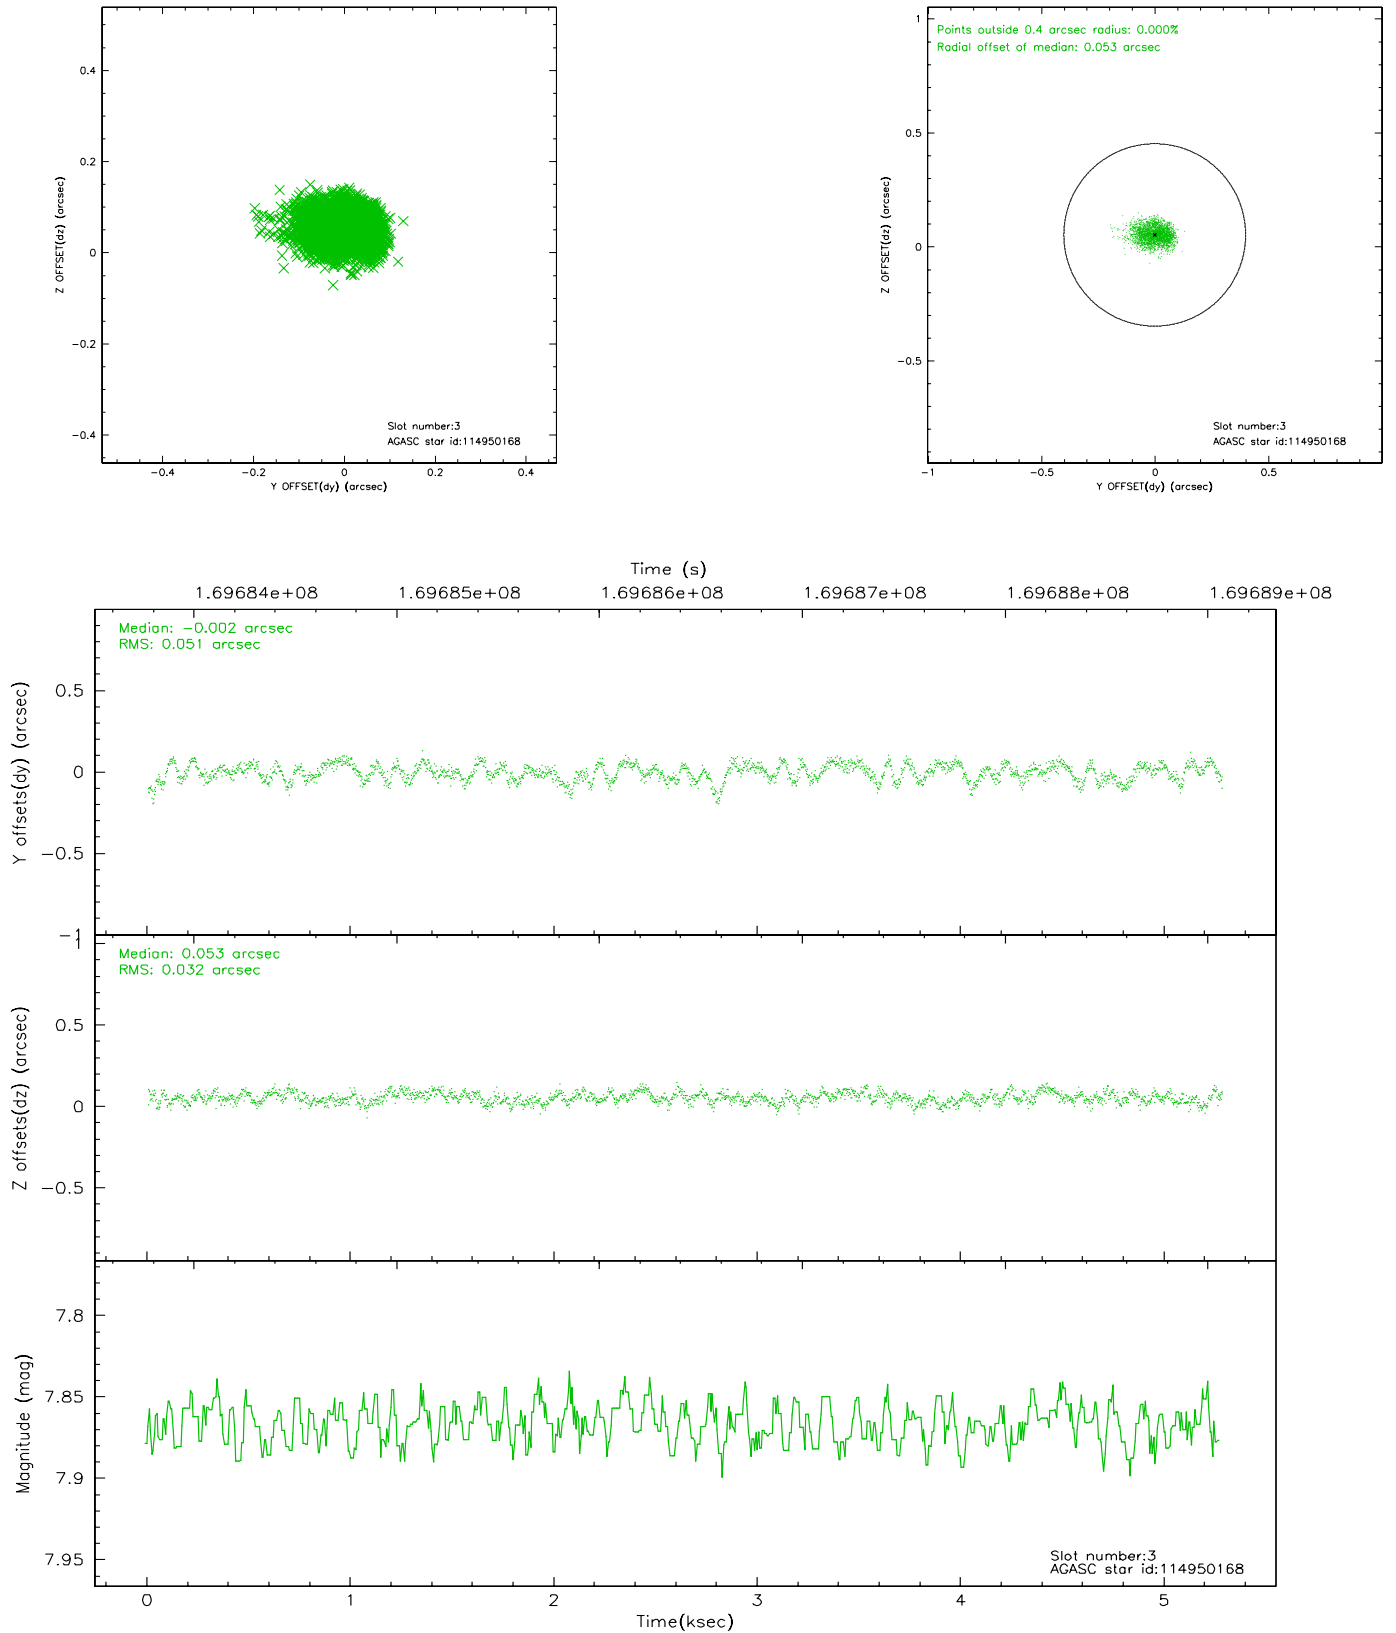 0.4
0.2
0
-0.2
-0.4
Z OFFSET(dz) (arcsec)
Slot number:3
AGASC star id:114950168
-0.4 -0.2 0 0.2 0.4
Y OFFSET(dy) (arcsec)
Points outside 0.4 arcsec radius: 0.000%
Radial offset of median: 0.053 arcsec
1
0.5
0
-0.5
Z OFFSET(dz) (arcsec)
Slot number:3
AGASC star id:114950168
-1 -0.5 0 0.5
Y OFFSET(dy) (arcsec)
Time (s)
1.69684e+08 1.69685e+08 1.69686e+08 1.69687e+08 1.69688e+08 1.69689e+08
Median: -0.002 arcsec
RMS: 0.051 arcsec
0.5
0
-0.5
-1
Y offsets(dy) (arcsec)
Median: 0.053 arcsec
RMS: 0.032 arcsec
1
0.5
0
-0.5
Z offsets(dz) (arcsec)
7.8
7.85
7.9
7.95
Magnitude (mag)
Slot number:3
AGASC star id:114950168
0 1 2 3 4 5
Time(ksec)